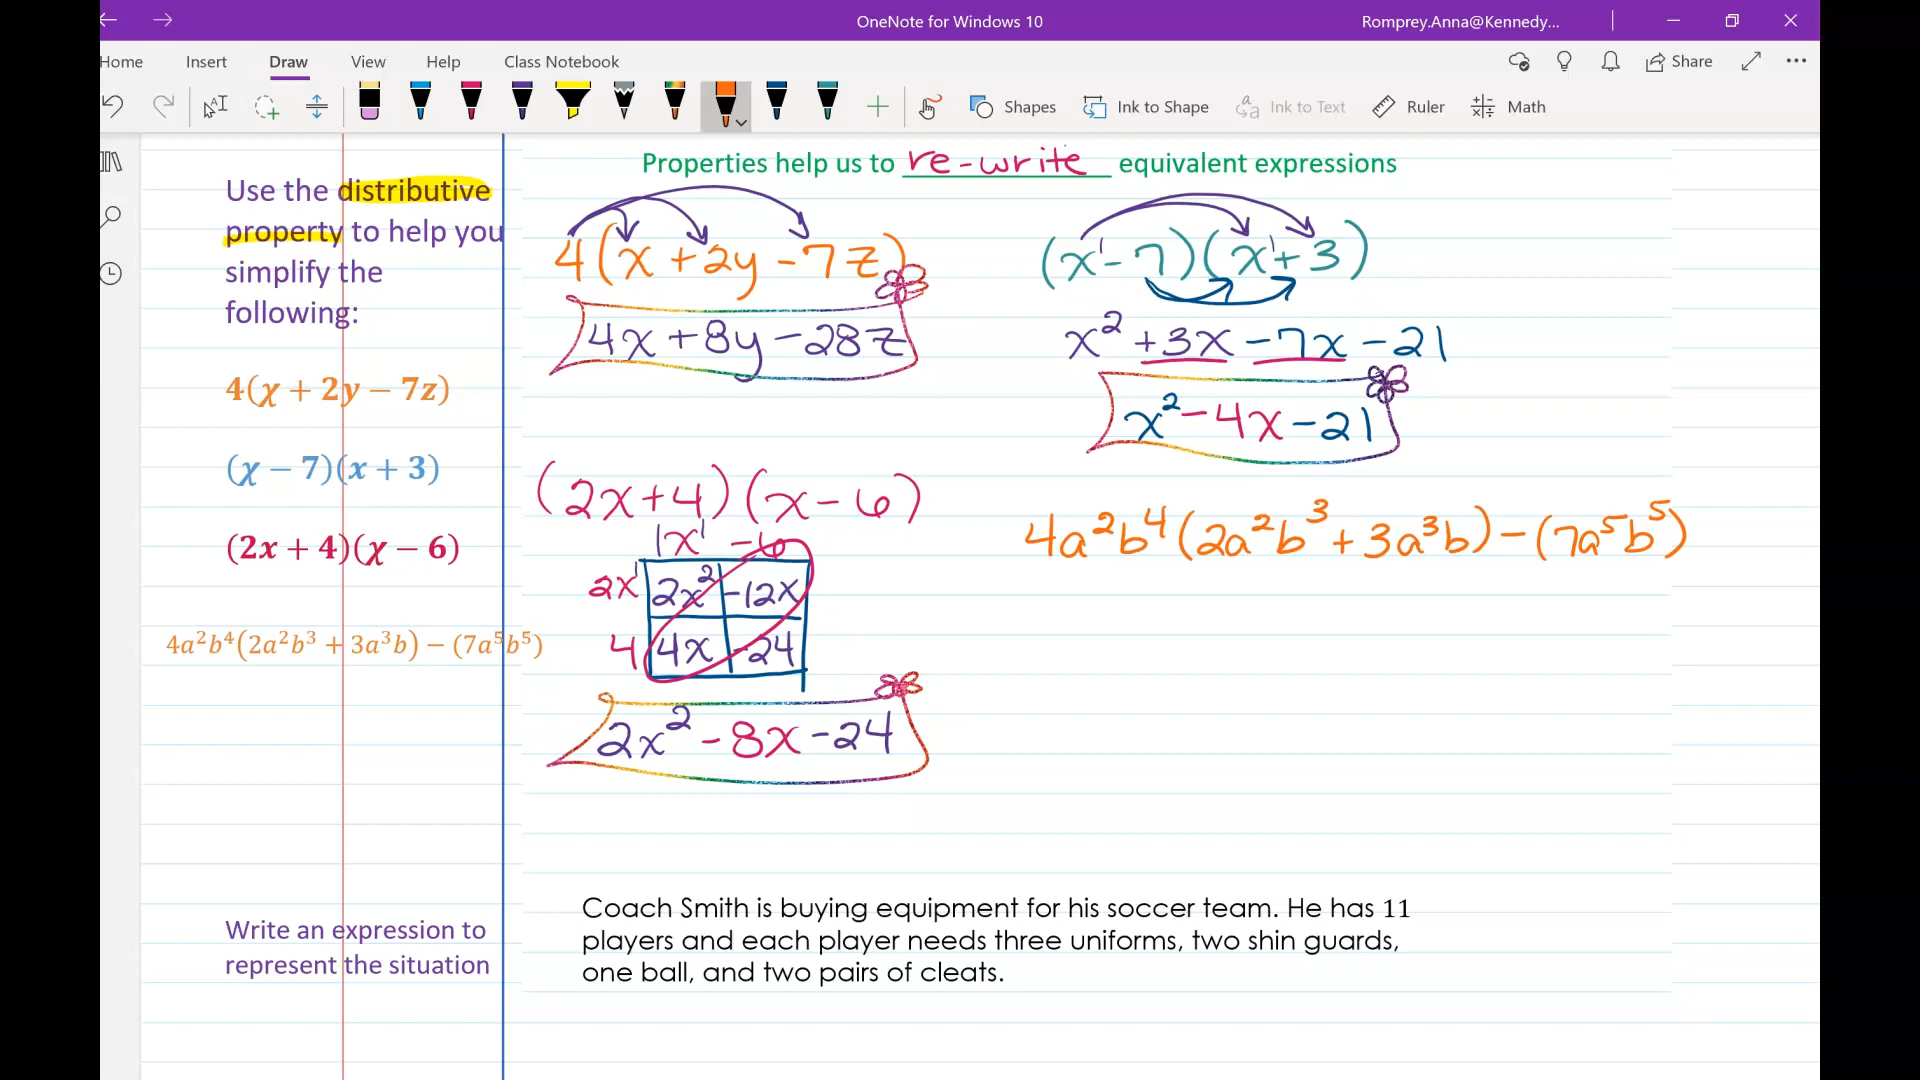 OneNote for Windows 10
Romprey.Anna@Kennedy...
Home Insert Draw View Help Class Notebook Share
Shapes Ink to Shape Ink to Text Ruler Math
Properties help us to re-write equivalent expressions
Use the distributive
property to help you
simplify the
following:
4(x + 2y − 7z)
(x − 7)(x + 3)
(2x + 4)(x − 6)
4a²b⁴(2a²b³ + 3a³b) − (7a⁵b⁵)
4(x + 2y − 7z)
4x + 8y − 28z
(x¹ − 7)(x¹ + 3)
x² + 3x − 7x − 21
x² − 4x − 21
(2x + 4)(x − 6)
1x¹ −6
2x¹ 2x² −12x
4 4x −24
2x² − 8x − 24
4a²b⁴(2a²b³ + 3a³b) − (7a⁵b⁵)
Write an expression to
represent the situation
Coach Smith is buying equipment for his soccer team. He has 11
players and each player needs three uniforms, two shin guards,
one ball, and two pairs of cleats.